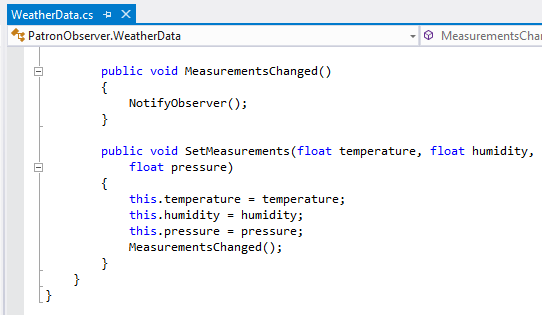 WeatherData.cs
PatronObserver.WeatherData MeasurementsCha
public void MeasurementsChanged()
{
NotifyObserver();
}
public void SetMeasurements(float temperature, float humidity,
float pressure)
{
this.temperature = temperature;
this.humidity = humidity;
this.pressure = pressure;
MeasurementsChanged();
}
}
}